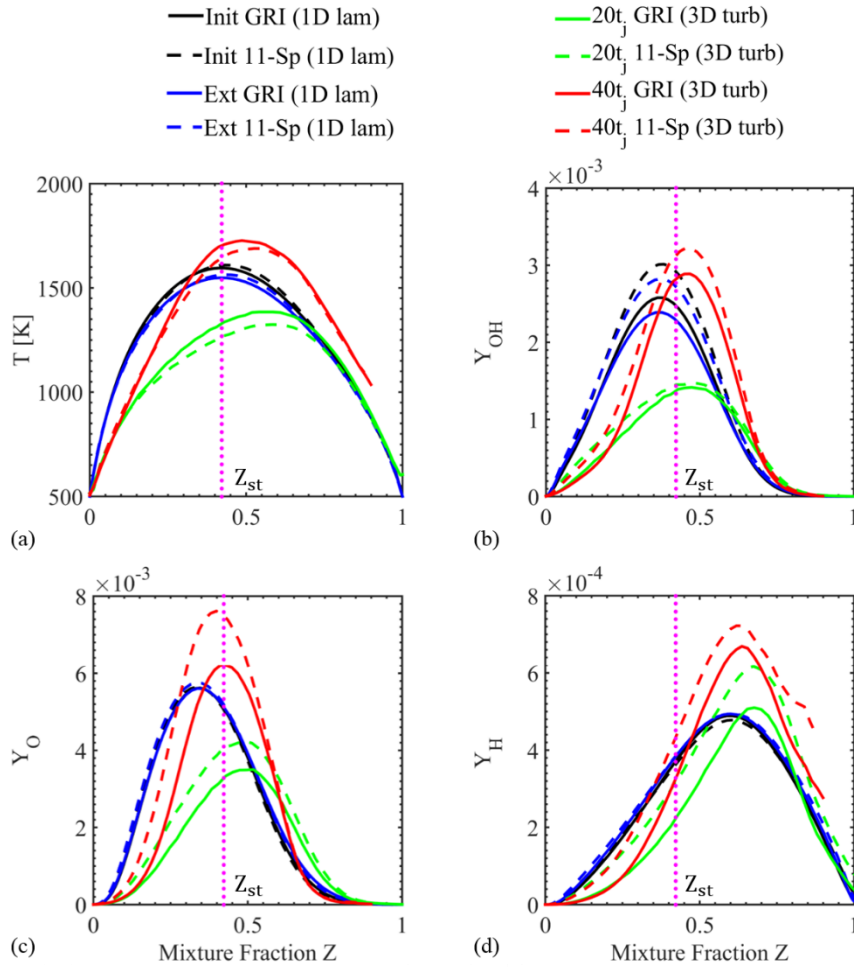 Init GRI (1D lam)
Init 11-Sp (1D lam)
Ext GRI (1D lam)
Ext 11-Sp (1D lam)
20t_j GRI (3D turb)
20t_j 11-Sp (3D turb)
40t_j GRI (3D turb)
40t_j 11-Sp (3D turb)
2000
1500
1000
500
T [K]
0
0.5
1
Z_st
(a)
×10^-3
4
3
2
1
0
Y_OH
0
0.5
1
Z_st
(b)
×10^-3
8
6
4
2
0
Y_O
0
0.5
1
Z_st
Mixture Fraction Z
(c)
×10^-4
8
6
4
2
0
Y_H
0
0.5
1
Z_st
Mixture Fraction Z
(d)